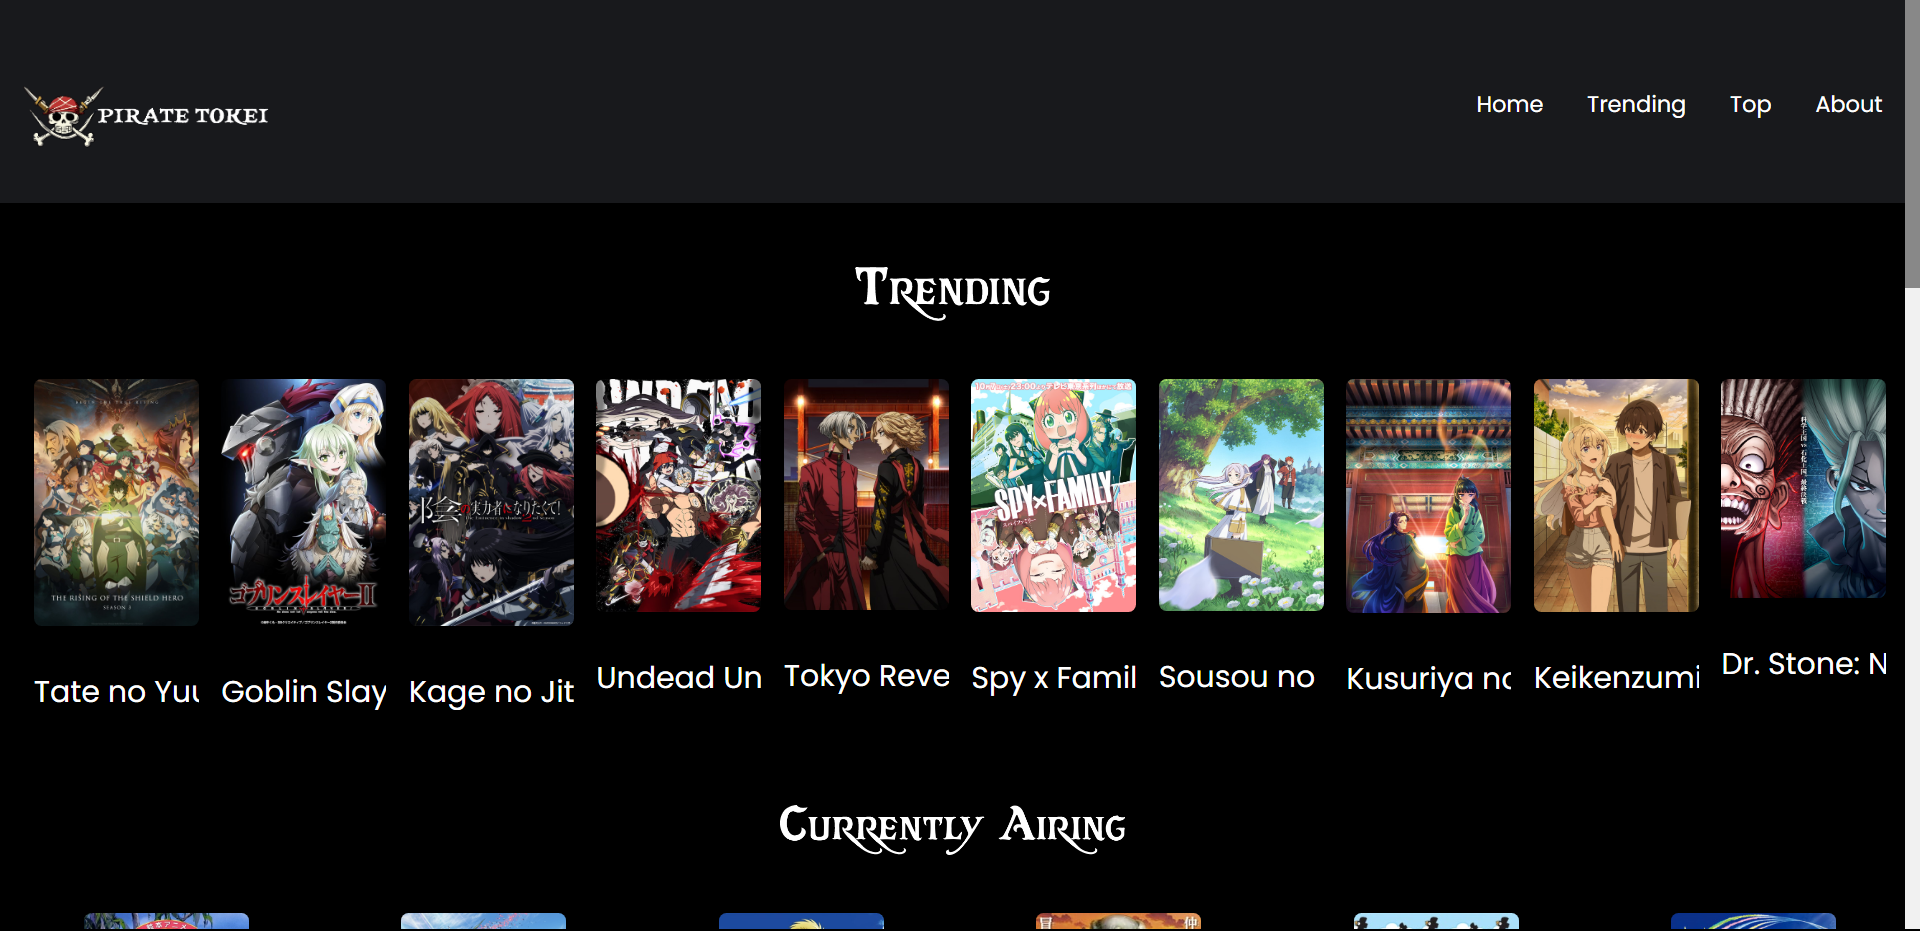 PIRATE TOKEI
Home
Trending
Top
About
Trending
THE RISING OF THE SHIELD HERO
SEASON 3
ゴブリンスレイヤーII
陰の実力者になりたくて!
SPY×FAMILY
Tate no Yu
Goblin Slay
Kage no Jit
Undead Un
Tokyo Reve
Spy x Famil
Sousou no
Kusuriya no
Keikenzumi
Dr. Stone: N
Currently Airing